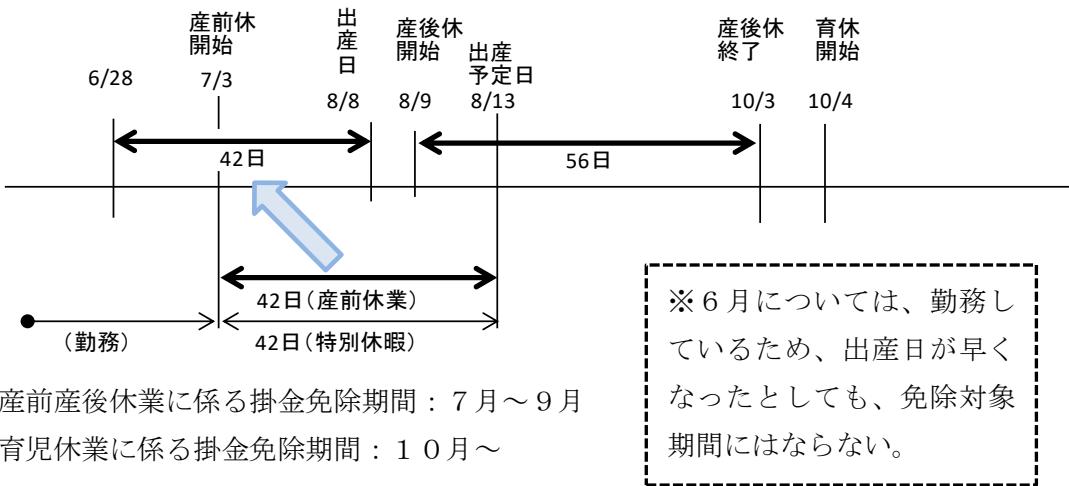 産前休
開始
出産日
産後休
開始
出産
予定日
産後休
終了
育休
開始
6/28
7/3
8/8
8/9
8/13
10/3
10/4
42日
56日
42日(産前休業)
(勤務)
42日(特別休暇)
※6月については、勤務し
ているため、出産日が早く
なったとしても、免除対象
期間にはならない。
産前産後休業に係る掛金免除期間:7月~9月
育児休業に係る掛金免除期間:10月~